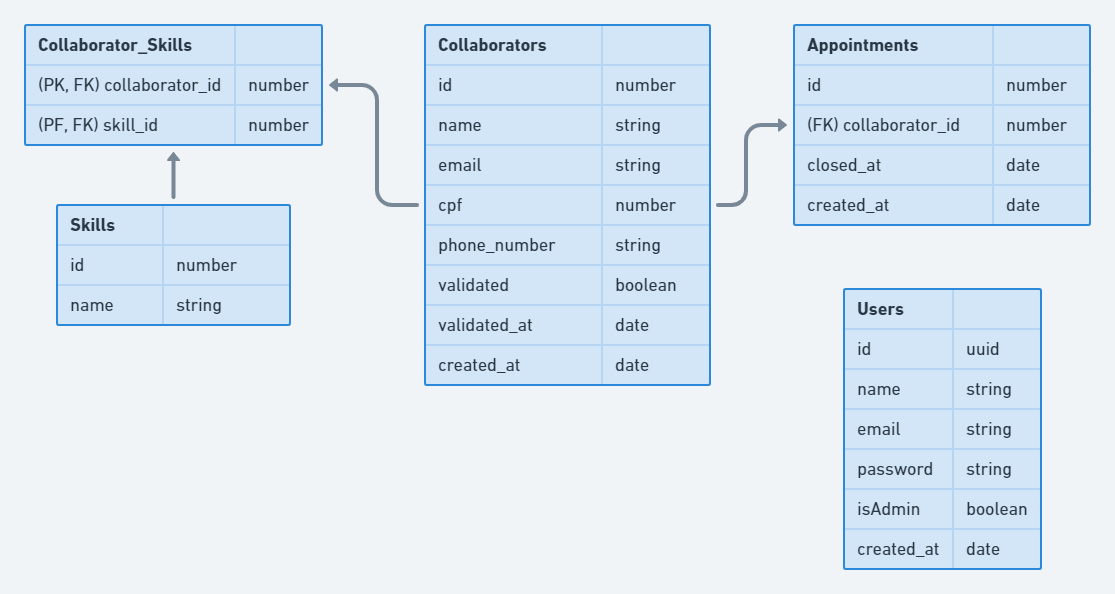 Collaborator_Skills
(PK, FK) collaborator_id number
(PF, FK) skill_id number
Skills
id number
name string
Collaborators
id number
name string
email string
cpf number
phone_number string
validated boolean
validated_at date
created_at date
Appointments
id number
(FK) collaborator_id number
closed_at date
created_at date
Users
id uuid
name string
email string
password string
isAdmin boolean
created_at date